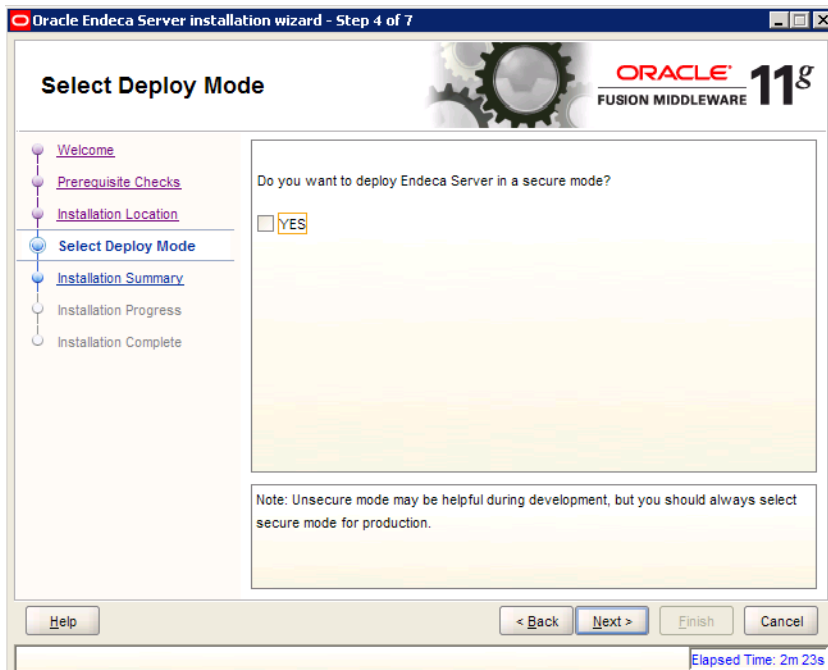 Oracle Endeca Server installation wizard - Step 4 of 7
Select Deploy Mode
ORACLE®
FUSION MIDDLEWARE 11g
Welcome
Prerequisite Checks
Installation Location
Select Deploy Mode
Installation Summary
Installation Progress
Installation Complete
Do you want to deploy Endeca Server in a secure mode?
YES
Note: Unsecure mode may be helpful during development, but you should always select
secure mode for production.
Help
< Back
Next >
Finish
Cancel
Elapsed Time: 2m 23s